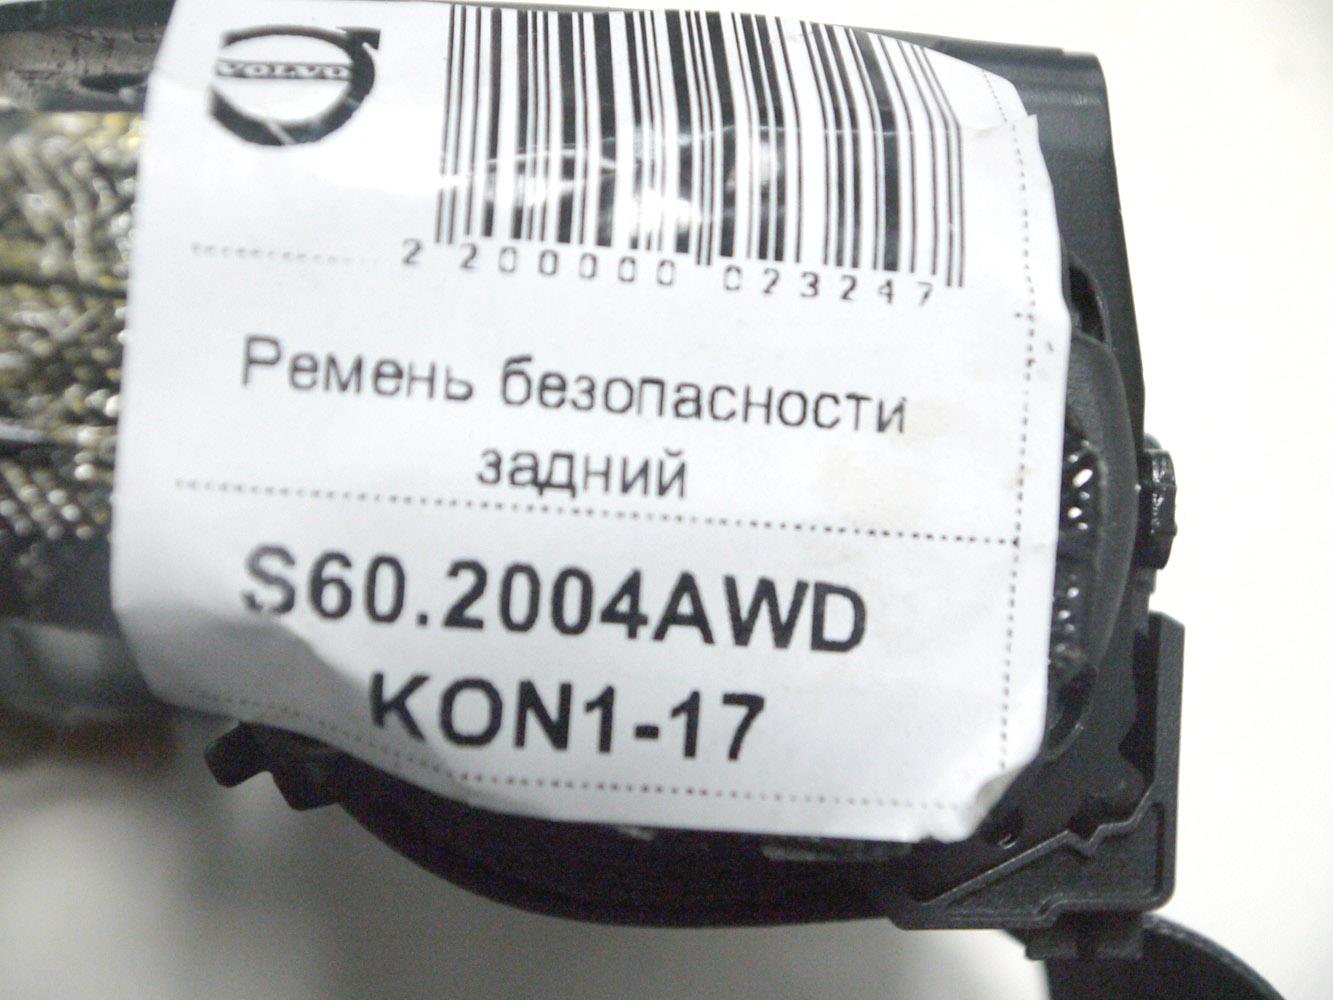 VOLVO
2 200000 023247
Ремень безопасности
задний
S60.2004AWD
KON1-17